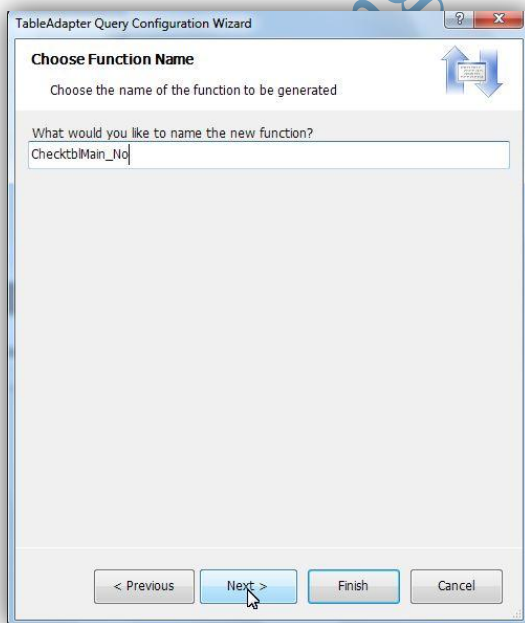 TableAdapter Query Configuration Wizard
Choose Function Name
Choose the name of the function to be generated
What would you like to name the new function?
ChecktblMain_No
< Previous Next > Finish Cancel